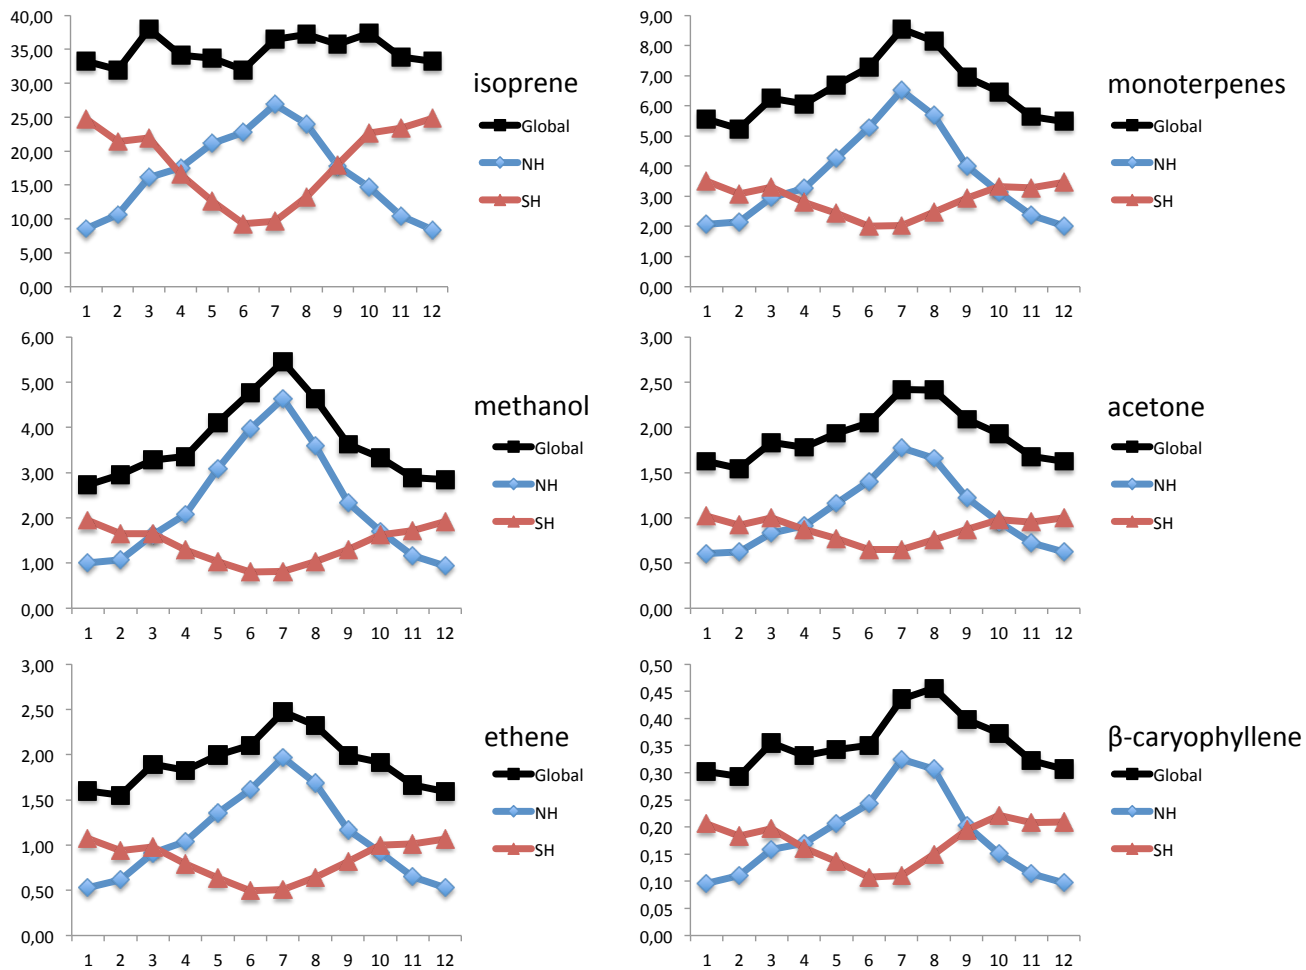 isoprene
40,00
35,00
30,00
25,00
20,00
15,00
10,00
5,00
0,00
1 2 3 4 5 6 7 8 9 10 11 12
Global
NH
SH
monoterpenes
9,00
8,00
7,00
6,00
5,00
4,00
3,00
2,00
1,00
0,00
1 2 3 4 5 6 7 8 9 10 11 12
Global
NH
SH
methanol
6,00
5,00
4,00
3,00
2,00
1,00
0,00
1 2 3 4 5 6 7 8 9 10 11 12
Global
NH
SH
acetone
3,00
2,50
2,00
1,50
1,00
0,50
0,00
1 2 3 4 5 6 7 8 9 10 11 12
Global
NH
SH
ethene
3,00
2,50
2,00
1,50
1,00
0,50
0,00
1 2 3 4 5 6 7 8 9 10 11 12
Global
NH
SH
β-caryophyllene
0,50
0,45
0,40
0,35
0,30
0,25
0,20
0,15
0,10
0,05
0,00
1 2 3 4 5 6 7 8 9 10 11 12
Global
NH
SH